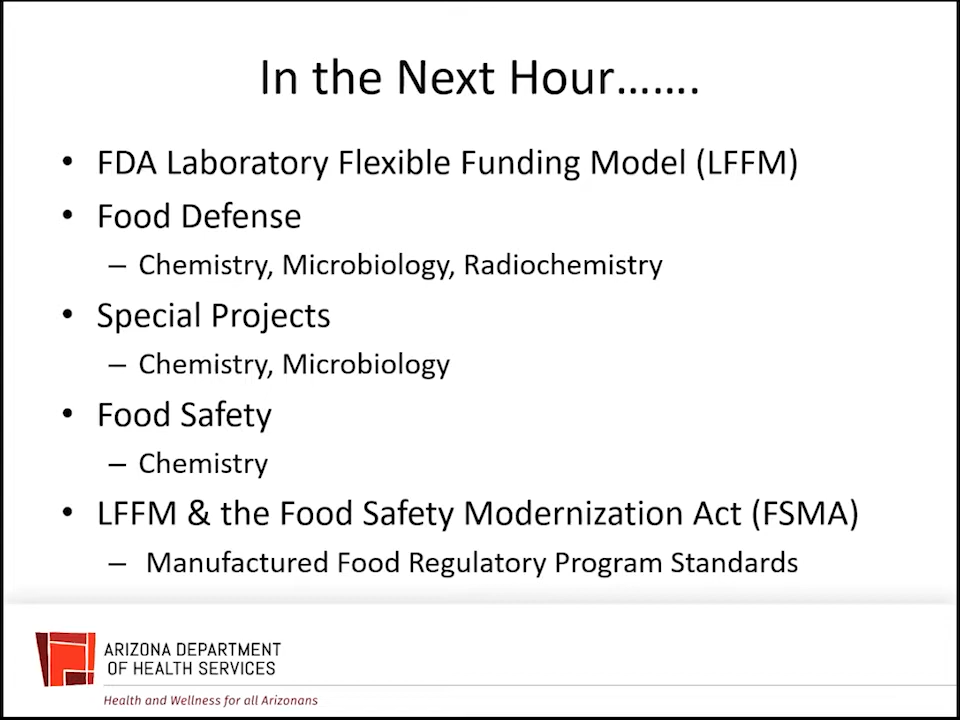 In the Next Hour.......
• FDA Laboratory Flexible Funding Model (LFFM)
• Food Defense
– Chemistry, Microbiology, Radiochemistry
• Special Projects
– Chemistry, Microbiology
• Food Safety
– Chemistry
• LFFM & the Food Safety Modernization Act (FSMA)
– Manufactured Food Regulatory Program Standards
ARIZONA DEPARTMENT
OF HEALTH SERVICES
Health and Wellness for all Arizonans